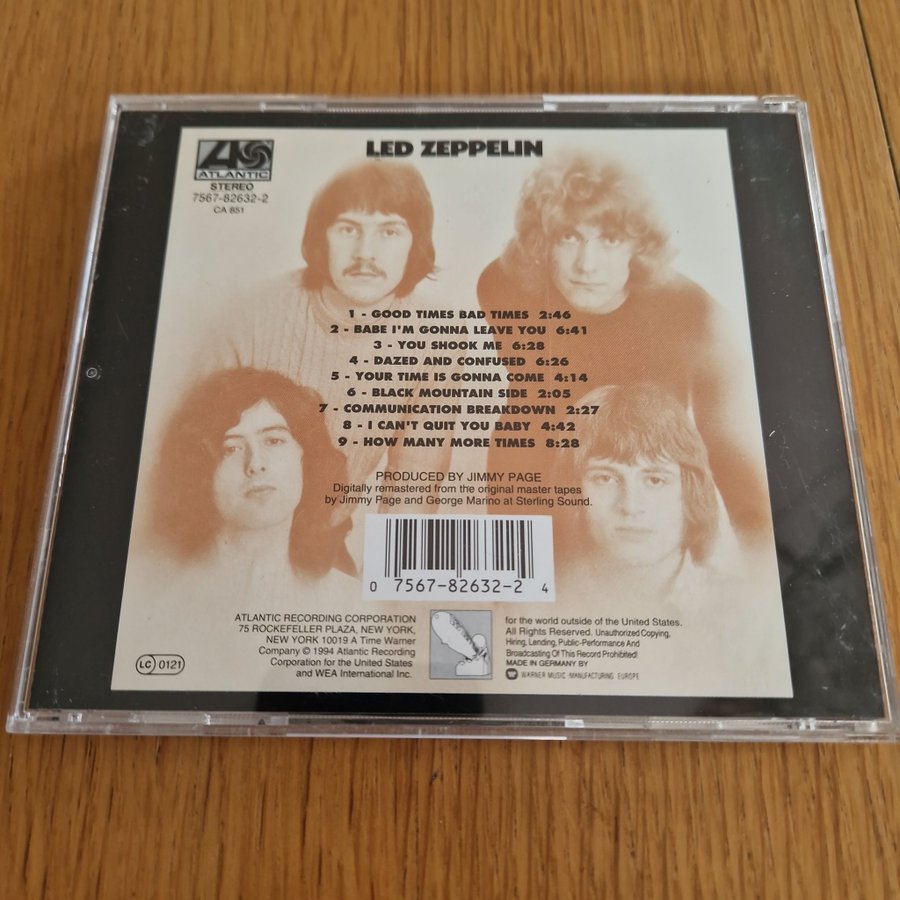 LED ZEPPELIN
ATLANTIC
STEREO
7567-82632-2
CA 851
1 - GOOD TIMES BAD TIMES 2:46
2 - BABE I'M GONNA LEAVE YOU 6:41
3 - YOU SHOOK ME 6:28
4 - DAZED AND CONFUSED 6:26
5 - YOUR TIME IS GONNA COME 4:14
6 - BLACK MOUNTAIN SIDE 2:05
7 - COMMUNICATION BREAKDOWN 2:27
8 - I CAN'T QUIT YOU BABY 4:42
9 - HOW MANY MORE TIMES 8:28
PRODUCED BY JIMMY PAGE
Digitally remastered from the original master tapes
by Jimmy Page and George Marino at Sterling Sound.
0 7567-82632-2 4
ATLANTIC RECORDING CORPORATION
75 ROCKEFELLER PLAZA, NEW YORK,
NEW YORK 10019 A Time Warner
Company © 1994 Atlantic Recording
Corporation for the United States
and WEA International Inc.
for the world outside of the United States.
All Rights Reserved. Unauthorized Copying,
Hiring, Lending, Public-Performance And
Broadcasting Of This Record Prohibited!
MADE IN GERMANY BY
WARNER MUSIC MANUFACTURING EUROPE
LC 0121